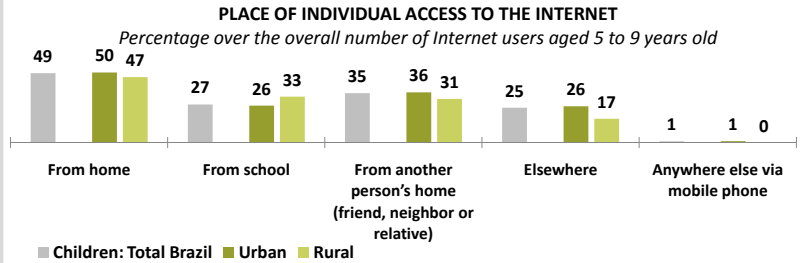 PLACE OF INDIVIDUAL ACCESS TO THE INTERNET
Percentage over the overall number of Internet users aged 5 to 9 years old
49 50 47
27 26 33
35 36 31
25 26 17
1 1 0
From home
From school
From another
person's home
(friend, neighbor or
relative)
Elsewhere
Anywhere else via
mobile phone
Children: Total Brazil Urban Rural